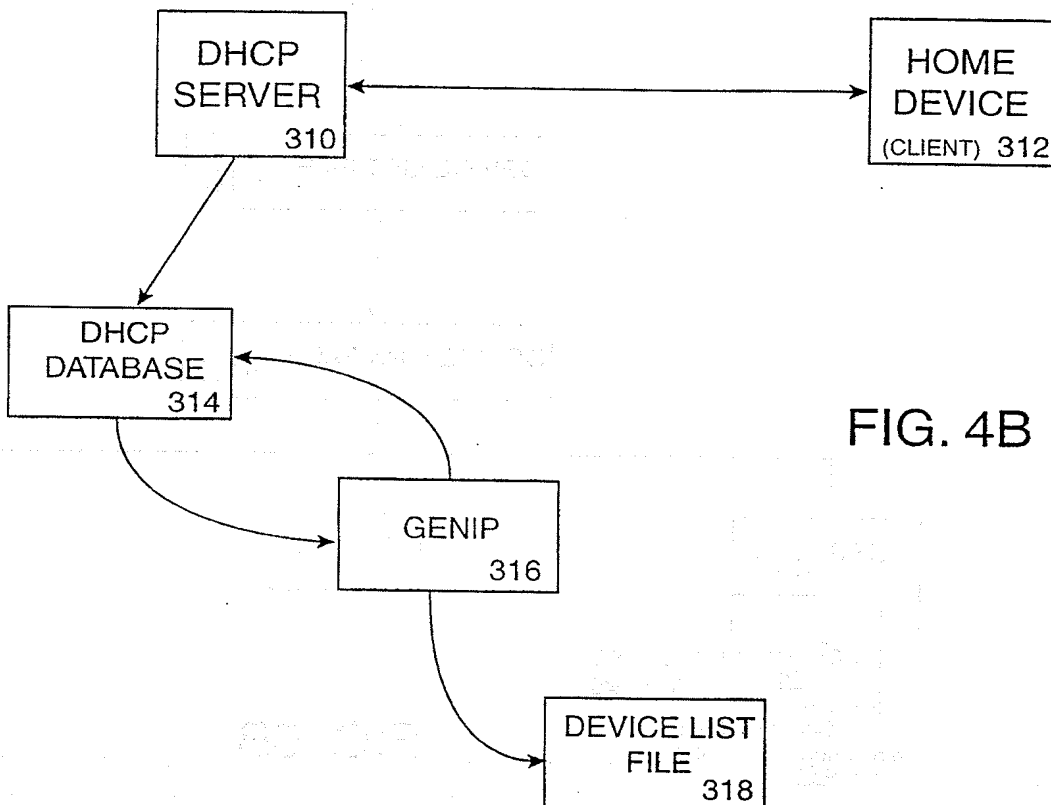 DHCP
SERVER
310
HOME
DEVICE
(CLIENT) 312
DHCP
DATABASE
314
FIG. 4B
GENIP
316
DEVICE LIST
FILE
318